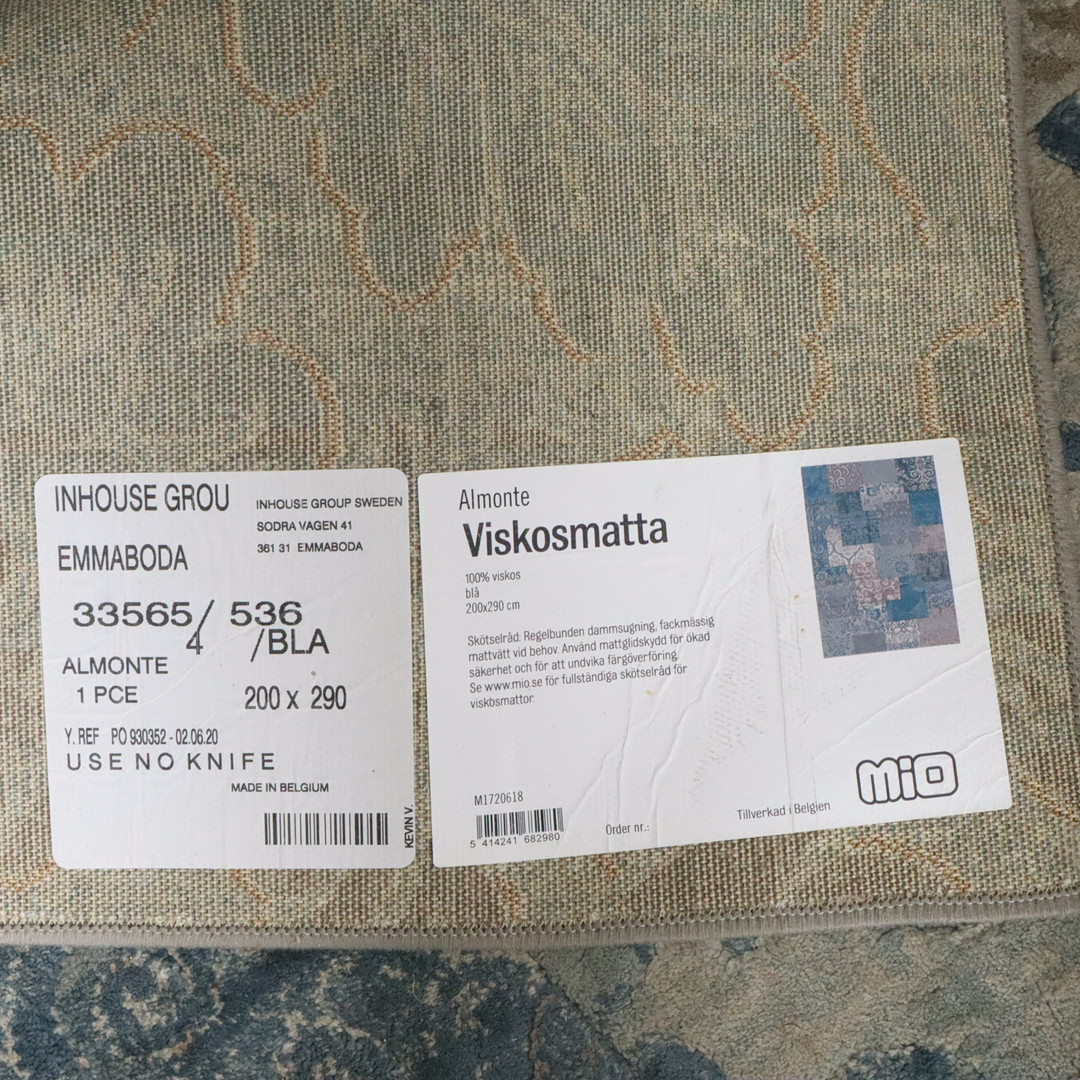 INHOUSE GROU
INHOUSE GROUP SWEDEN
SODRA VAGEN 41
361 31 EMMABODA
EMMABODA
33565/ 536
4 /BLA
ALMONTE
1 PCE 200 x 290
Y. REF PO 930352 - 02.06.20
USE NO KNIFE
MADE IN BELGIUM
KEVIN V.
Almonte
Viskosmatta
100% viskos
blå
200x290 cm
Skötselråd: Regelbunden dammsugning, fackmässig
mattvätt vid behov. Använd mattglidskydd för ökad
säkerhet och för att undvika färgöverföring.
Se www.mio.se för fullständiga skötselråd för
viskosmattor.
M1720618
5 414241 682980
Order nr.:
Tillverkad i Belgien
mio